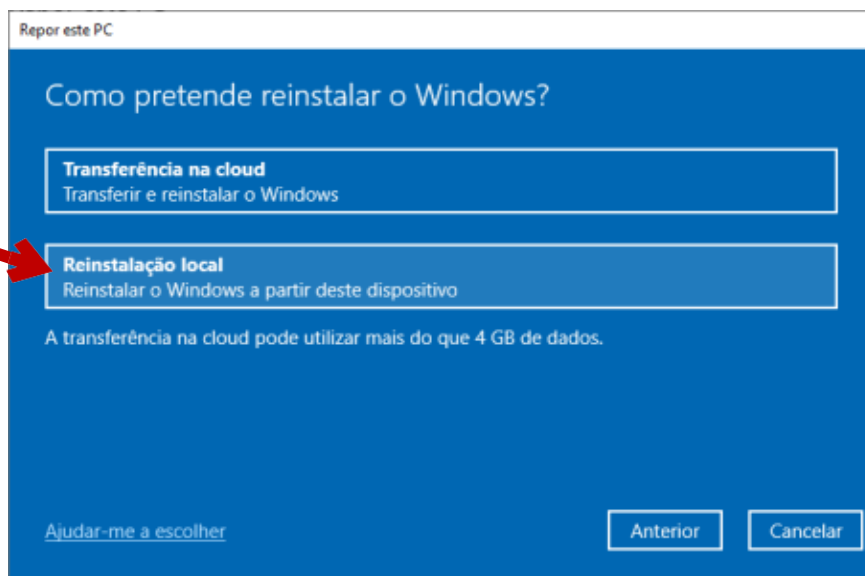 Repor este PC
Como pretende reinstalar o Windows?
Transferência na cloud
Transferir e reinstalar o Windows
Reinstalação local
Reinstalar o Windows a partir deste dispositivo
A transferência na cloud pode utilizar mais do que 4 GB de dados.
Ajudar-me a escolher
Anterior
Cancelar